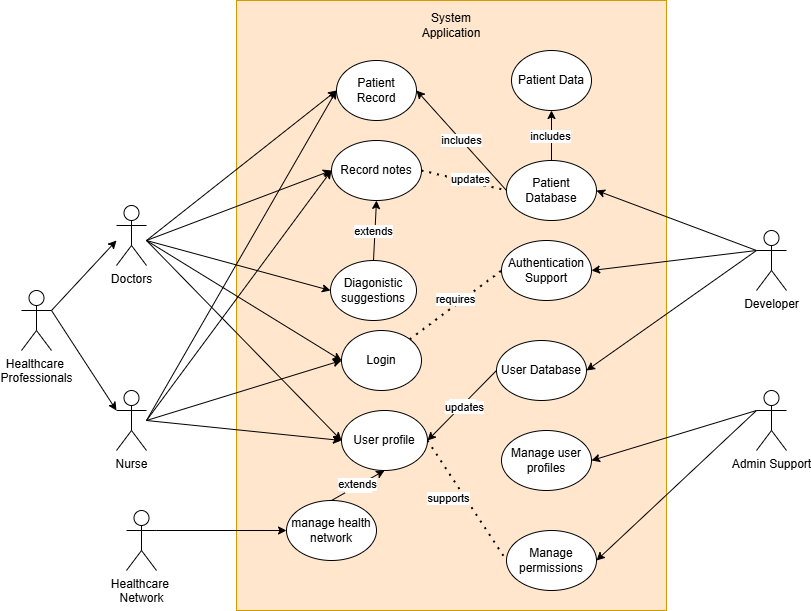 System
Application
Patient
Record
Patient Data
includes
includes
Record notes
updates
Patient
Database
extends
Doctors
Authentication
Support
Diagonistic
suggestions
requires
Developer
Healthcare
Professionals
Login
User Database
updates
User profile
Nurse
Manage user
profiles
Admin Support
extends
supports
manage health
network
Manage
permissions
Healthcare
Network